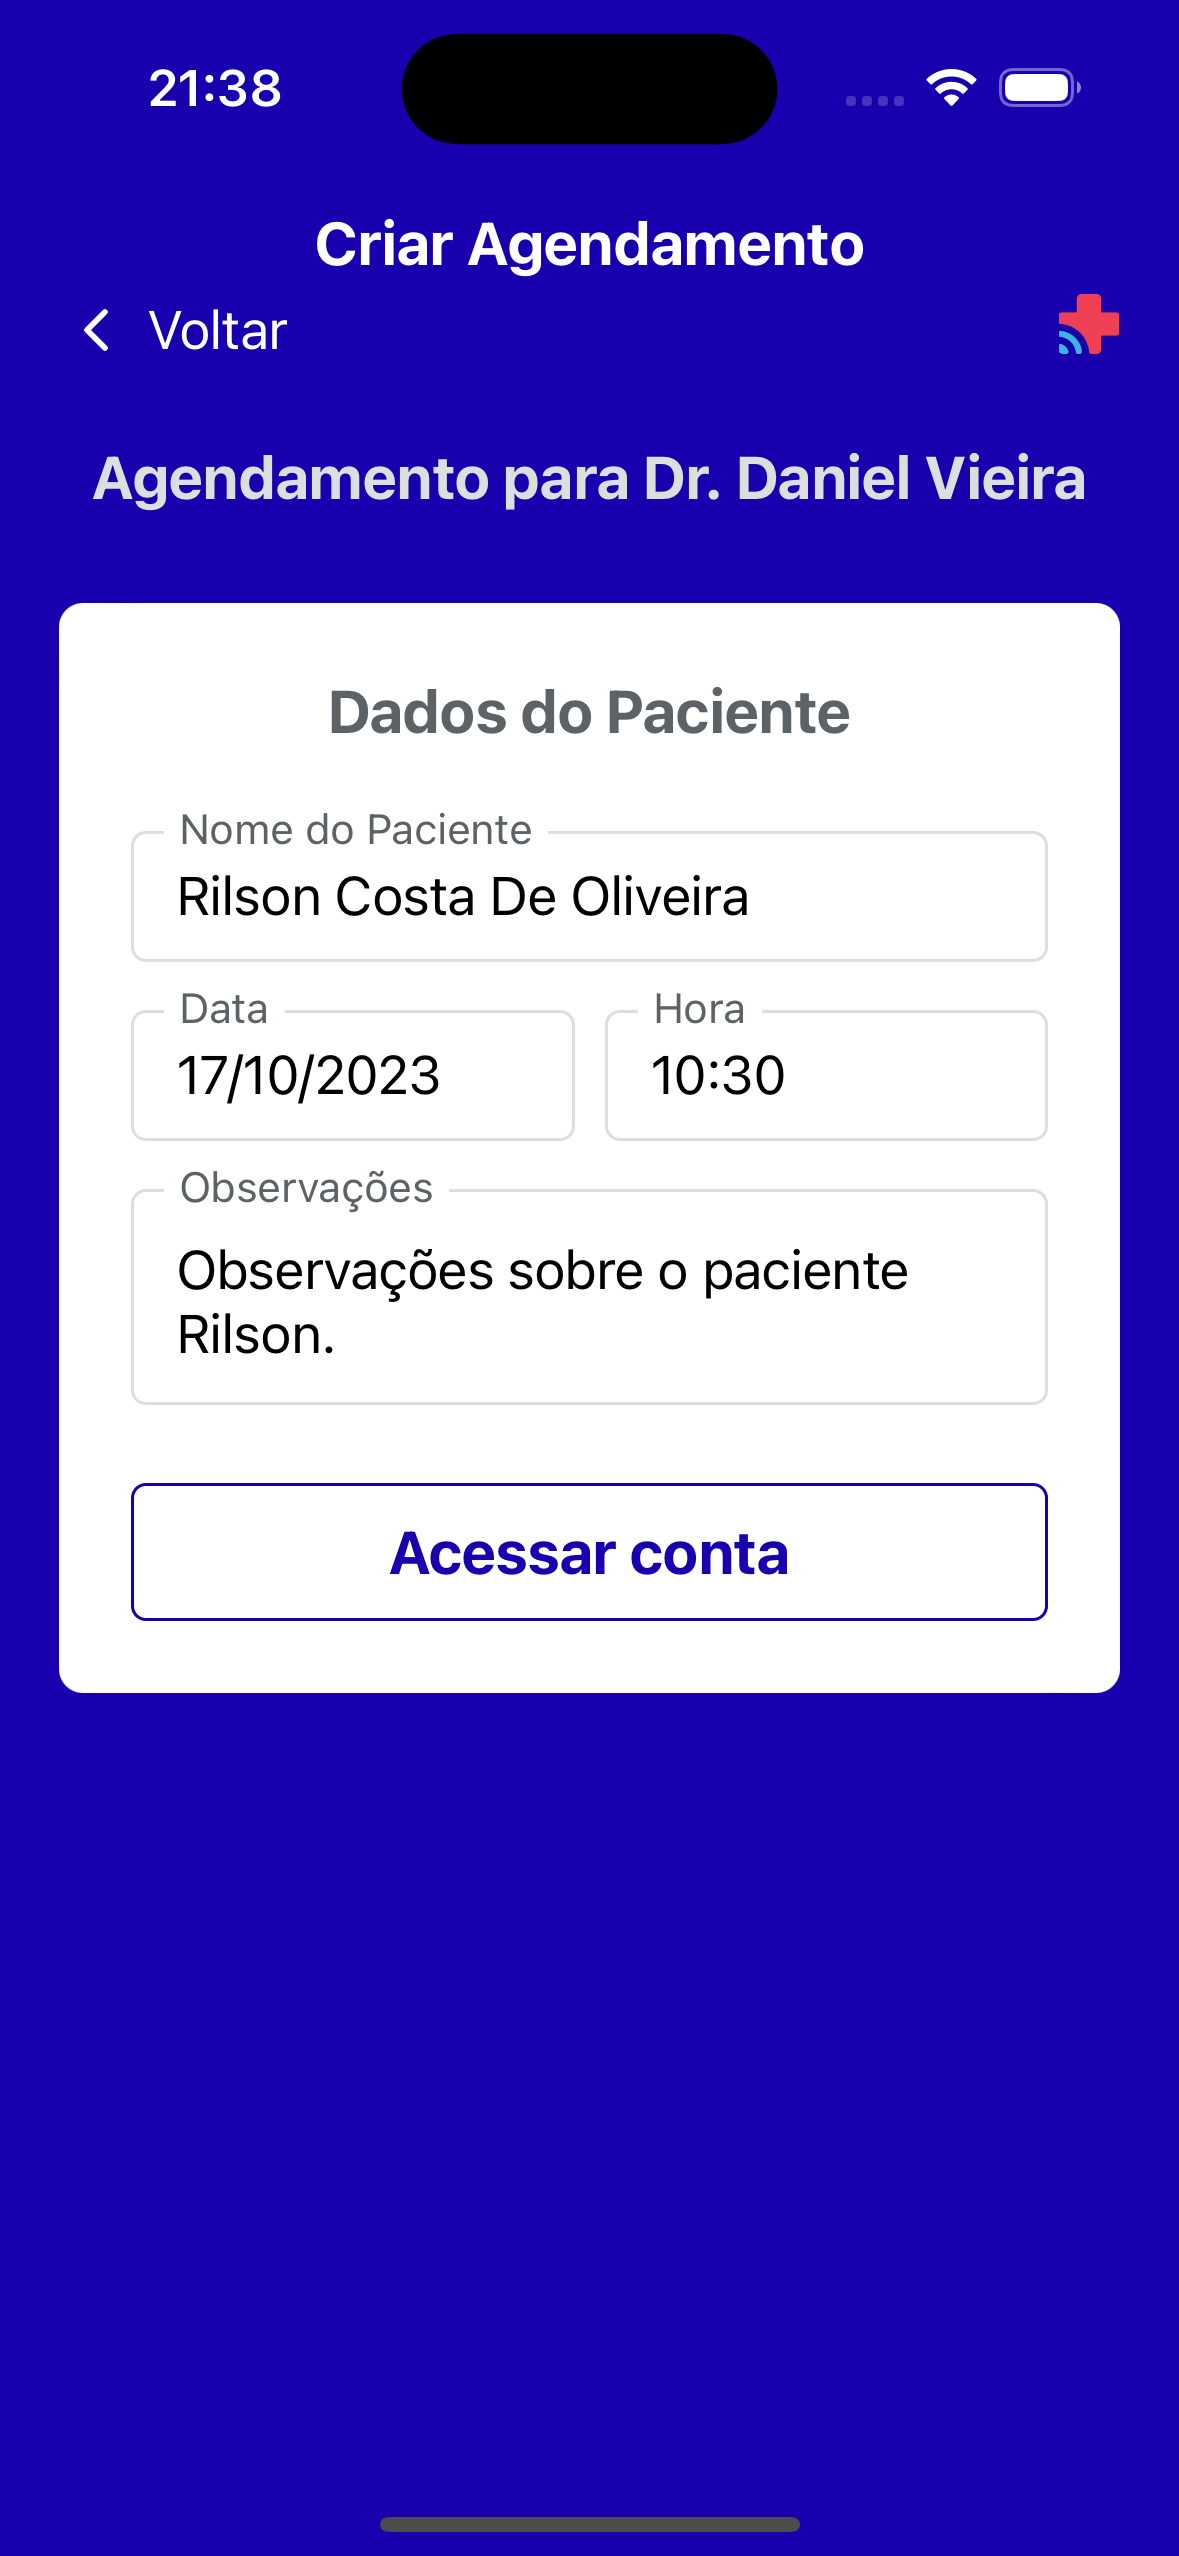 21:38
Criar Agendamento
Voltar
Agendamento para Dr. Daniel Vieira
Dados do Paciente
Nome do Paciente
Rilson Costa De Oliveira
Data
17/10/2023
Hora
10:30
Observações
Observações sobre o paciente
Rilson.
Acessar conta